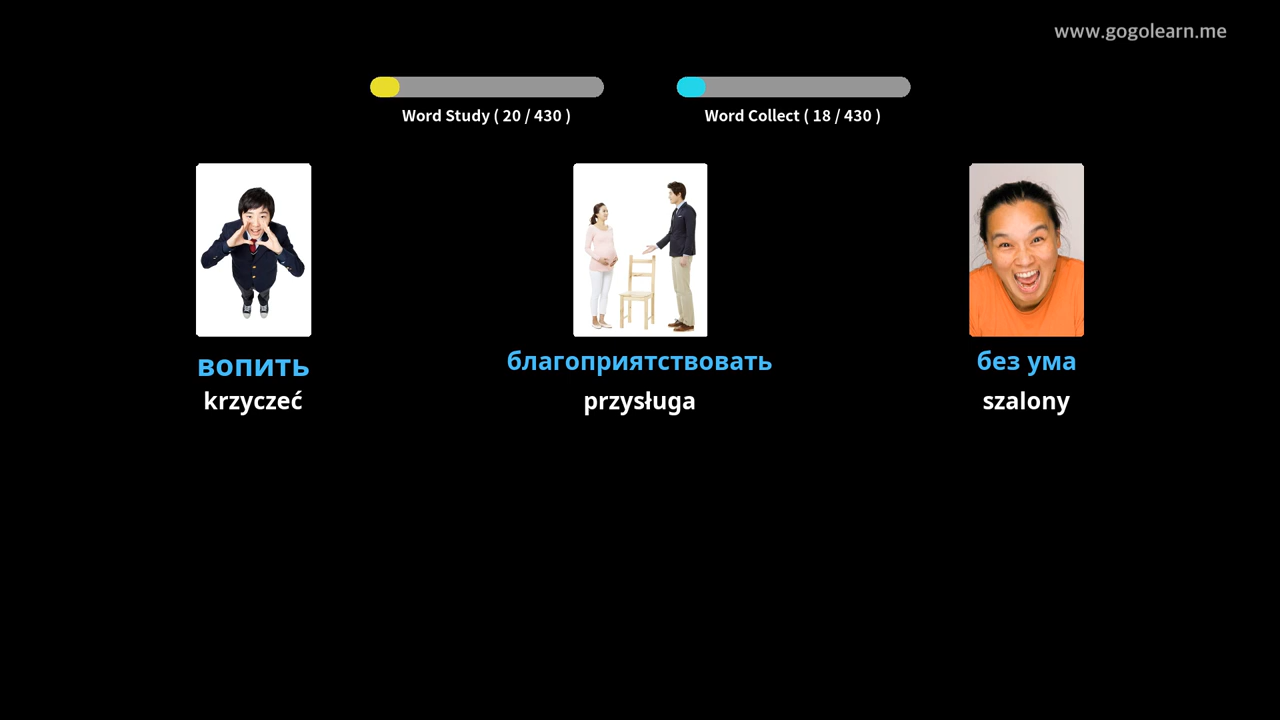 www.gogolearn.me
Word Study ( 20 / 430 )
Word Collect ( 18 / 430 )
вопить
благоприятствовать
без ума
krzyczeć
przysługa
szalony